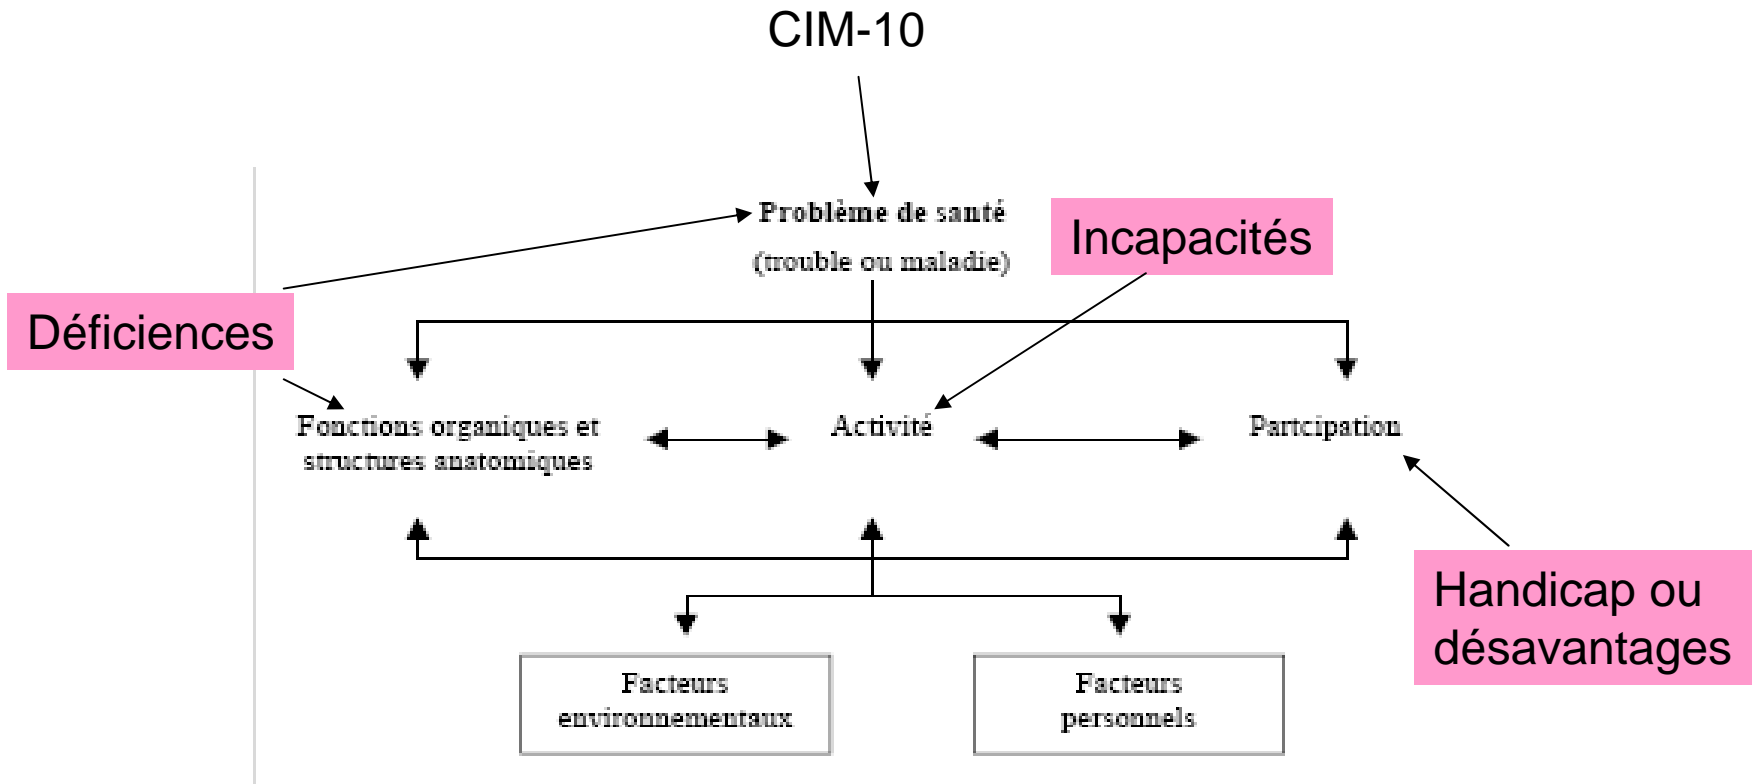 CIM-10
Problème de santé
(trouble ou maladie)
Incapacités
Déficiences
Fonctions organiques et
structures anatomiques
Activité
Partcipation
Handicap ou
désavantages
Facteurs
environnementaux
Facteurs
personnels